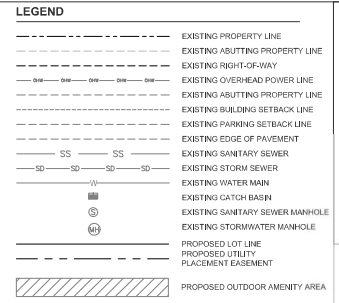 LEGEND
EXISTING PROPERTY LINE
EXISTING ABUTTING PROPERTY LINE
EXISTING RIGHT-OF-WAY
OHW OHW OHW OHW OHW EXISTING OVERHEAD POWER LINE
EXISTING ABUTTING PROPERTY LINE
EXISTING BUILDING SETBACK LINE
EXISTING PARKING SETBACK LINE
EXISTING EDGE OF PAVEMENT
SS SS EXISTING SANITARY SEWER
SD SD SD SD EXISTING STORM SEWER
W EXISTING WATER MAIN
EXISTING CATCH BASIN
S EXISTING SANITARY SEWER MANHOLE
MH EXISTING STORMWATER MANHOLE
PROPOSED LOT LINE
PROPOSED UTILITY
PLACEMENT EASEMENT
PROPOSED OUTDOOR AMENITY AREA